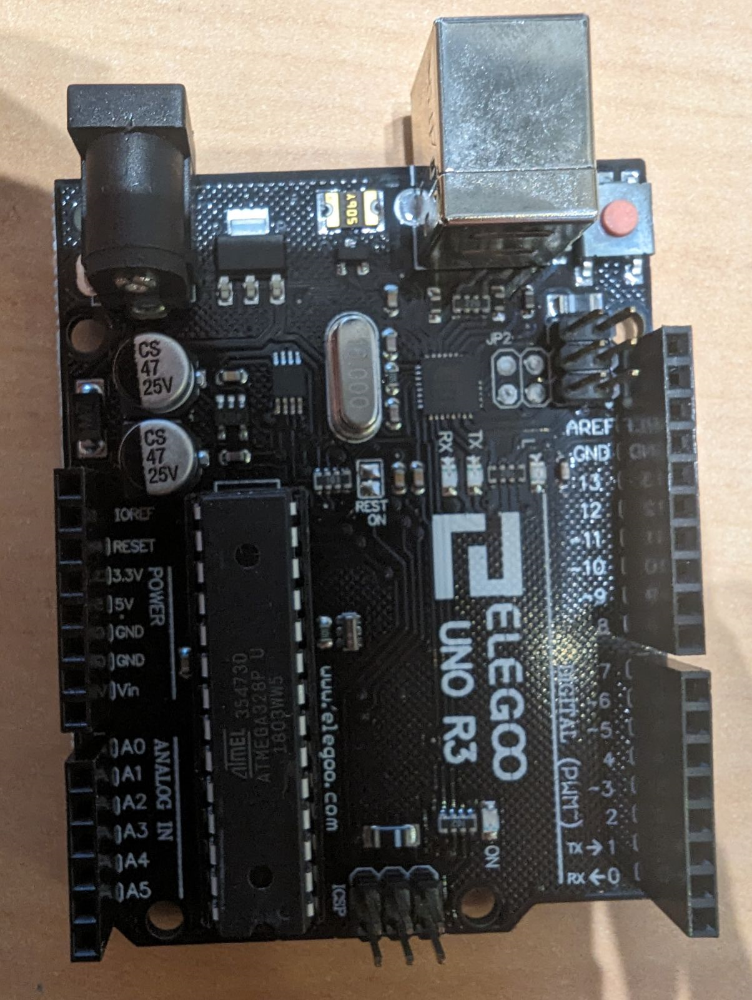 506Y
CS
47
25V
CS
47
25V
JP2
RX
TX
L
REST
ON
AREF
GND
13
12
~11
~10
~9
8
7
~6
~5
4
~3
2
TX→1
RX←0
DIGITAL (PWM~)
IOREF
RESET
3.3V
5V
GND
GND
Vin
POWER
A0
A1
A2
A3
A4
A5
ANALOG IN
Atmel 354730
ATMEGA328P U
1803WW5
www.elegoo.com
ELEGOO
UNO R3
ON
ICSP